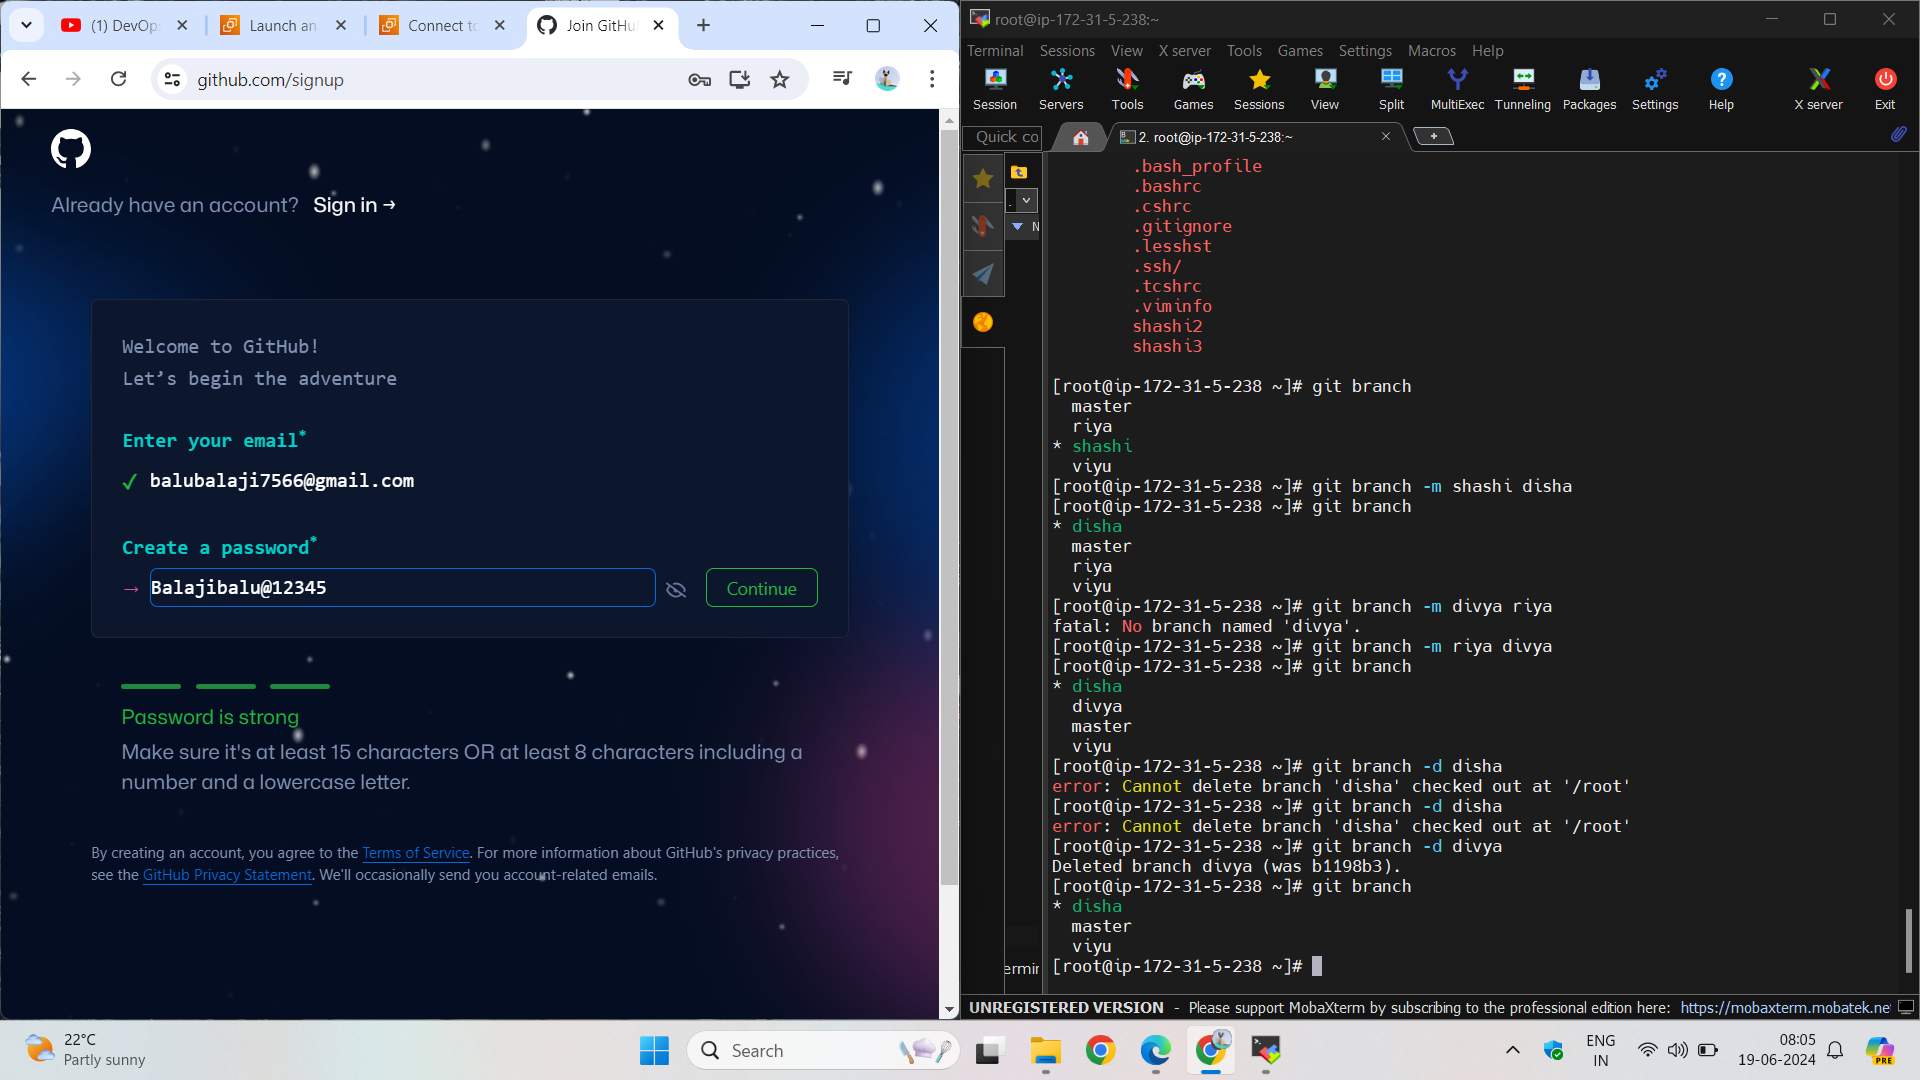 (1) DevOps
Launch an
Connect to
Join GitHu
github.com/signup
Already have an account? Sign in →
Welcome to GitHub!
Let’s begin the adventure
Enter your email*
✓ balubalaji7566@gmail.com
Create a password*
→ Balajibalu@12345
Continue
Password is strong
Make sure it's at least 15 characters OR at least 8 characters including a
number and a lowercase letter.
By creating an account, you agree to the Terms of Service. For more information about GitHub's privacy practices,
see the GitHub Privacy Statement. We'll occasionally send you account-related emails.
root@ip-172-31-5-238:~
Terminal Sessions View X server Tools Games Settings Macros Help
Session Servers Tools Games Sessions View Split MultiExec Tunneling Packages Settings Help X server Exit
Quick co
2. root@ip-172-31-5-238:~
N
.bash_profile
.bashrc
.cshrc
.gitignore
.lesshst
.ssh/
.tcshrc
.viminfo
shashi2
shashi3
[root@ip-172-31-5-238 ~]# git branch
master
riya
* shashi
viyu
[root@ip-172-31-5-238 ~]# git branch -m shashi disha
[root@ip-172-31-5-238 ~]# git branch
* disha
master
riya
viyu
[root@ip-172-31-5-238 ~]# git branch -m divya riya
fatal: No branch named 'divya'.
[root@ip-172-31-5-238 ~]# git branch -m riya divya
[root@ip-172-31-5-238 ~]# git branch
* disha
divya
master
viyu
[root@ip-172-31-5-238 ~]# git branch -d disha
error: Cannot delete branch 'disha' checked out at '/root'
[root@ip-172-31-5-238 ~]# git branch -d disha
error: Cannot delete branch 'disha' checked out at '/root'
[root@ip-172-31-5-238 ~]# git branch -d divya
Deleted branch divya (was b1198b3).
[root@ip-172-31-5-238 ~]# git branch
* disha
master
viyu
[root@ip-172-31-5-238 ~]#
ermin
UNREGISTERED VERSION - Please support MobaXterm by subscribing to the professional edition here: https://mobaxterm.mobatek.net
22°C
Partly sunny
Search
ENG
IN
08:05
19-06-2024
PRE